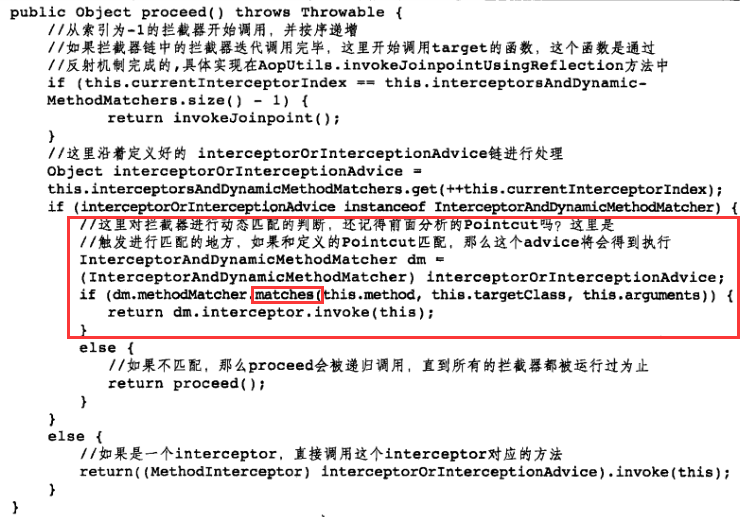 public Object proceed() throws Throwable {
//从索引为-1的拦截器开始调用，并按序递增
//如果拦截器链中的拦截器迭代调用完毕，这里开始调用target的函数，这个函数是通过
//反射机制完成的,具体实现在AopUtils.invokeJoinpointUsingReflection方法中
if (this.currentInterceptorIndex == this.interceptorsAndDynamic-
MethodMatchers.size() - 1) {
return invokeJoinpoint();
}
//这里沿着定义好的 interceptorOrInterceptionAdvice链进行处理
Object interceptorOrInterceptionAdvice =
this.interceptorsAndDynamicMethodMatchers.get(++this.currentInterceptorIndex);
if (interceptorOrInterceptionAdvice instanceof InterceptorAndDynamicMethodMatcher) {
//这里对拦截器进行动态匹配的判断，还记得前面分析的Pointcut吗？这里是
//触发进行匹配的地方，如果和定义的Pointcut匹配，那么这个advice将会得到执行
InterceptorAndDynamicMethodMatcher dm =
(InterceptorAndDynamicMethodMatcher) interceptorOrInterceptionAdvice;
if (dm.methodMatcher.matches(this.method, this.targetClass, this.arguments)) {
return dm.interceptor.invoke(this);
}
else {
//如果不匹配，那么proceed会被递归调用，直到所有的拦截器都被运行过为止
return proceed();
}
}
else {
//如果是一个interceptor，直接调用这个interceptor对应的方法
return((MethodInterceptor) interceptorOrInterceptionAdvice).invoke(this);
}
}